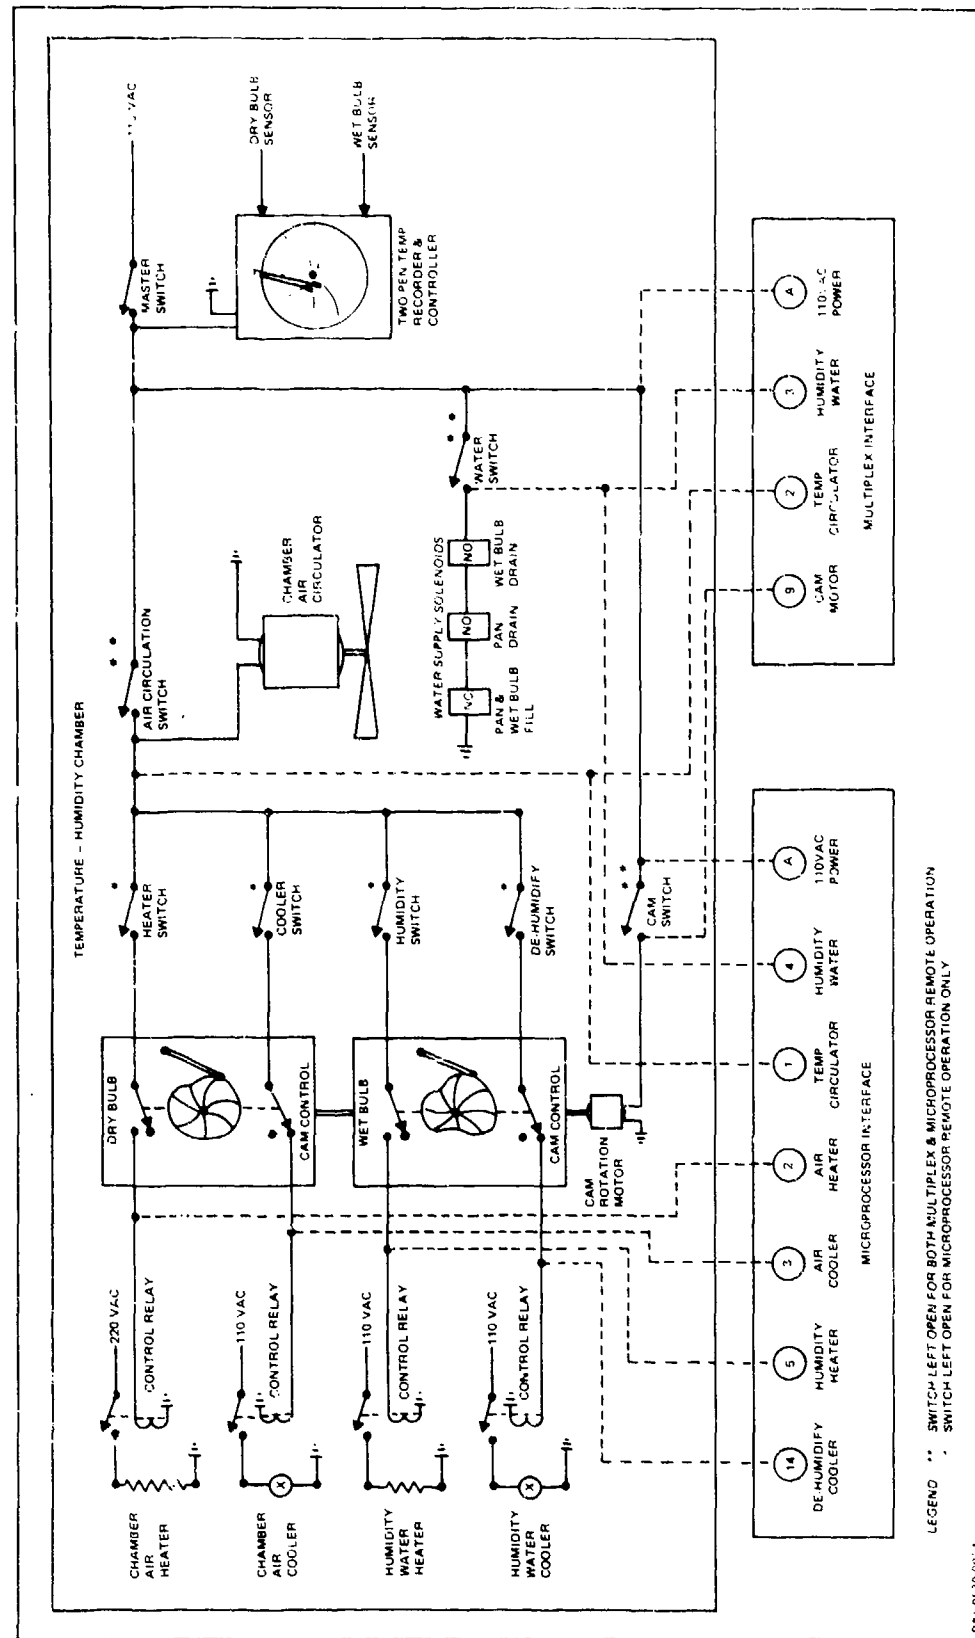 TEMPERATURE – HUMIDITY CHAMBER
VAC
MASTER
SWITCH
DRY BULB
SENSOR
WET BULB
SENSOR
TWO PEN TEMP
RECORDER &
CONTROLLER
AIR CIRCULATION
SWITCH
**
CHAMBER
AIR
CIRCULATOR
WATER SUPPLY SOLENOIDS
NC
NO
NO
PAN &
WET BULB
FILL
PAN
DRAIN
WET BULB
DRAIN
WATER
SWITCH
**
HEATER
SWITCH
*
COOLER
SWITCH
*
HUMIDITY
SWITCH
*
DE-HUMIDIFY
SWITCH
*
CAM
SWITCH
**
DRY BULB
CAM CONTROL
WET BULB
CAM CONTROL
CAM
ROTATION
MOTOR
220 VAC
CONTROL RELAY
110 VAC
CONTROL RELAY
110 VAC
CONTROL RELAY
110 VAC
CONTROL RELAY
CHAMBER
AIR
HEATER
X
CHAMBER
AIR
COOLER
HUMIDITY
WATER
HEATER
X
HUMIDITY
WATER
COOLER
14
DE-HUMIDIFY
COOLER
5
HUMIDITY
HEATER
3
AIR
COOLER
2
AIR
HEATER
1
TEMP
CIRCULATOR
4
HUMIDITY
WATER
A
110VAC
POWER
MICROPROCESSOR INTERFACE
9
CAM
MOTOR
2
TEMP
CIRCULATOR
3
HUMIDITY
WATER
A
110VAC
POWER
MULTIPLEX INTERFACE
LEGEND ** SWITCH LEFT OPEN FOR BOTH MULTIPLEX & MICROPROCESSOR REMOTE OPERATION
* SWITCH LEFT OPEN FOR MICROPROCESSOR REMOTE OPERATION ONLY